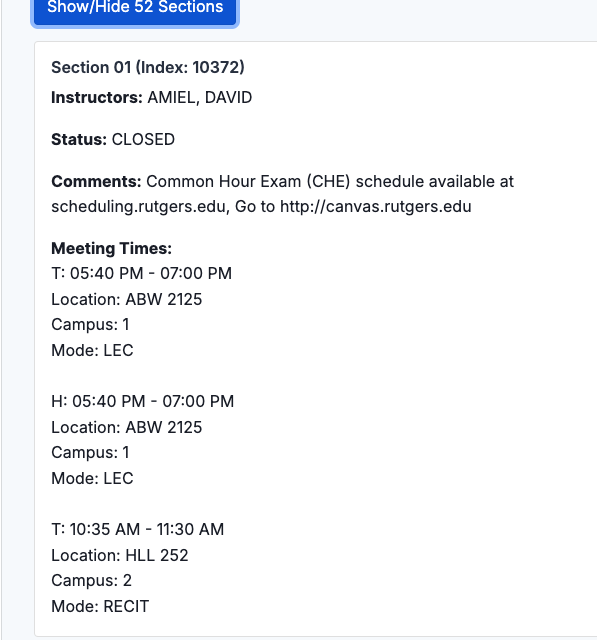 Show/Hide 52 Sections
Section 01 (Index: 10372)
Instructors: AMIEL, DAVID
Status: CLOSED
Comments: Common Hour Exam (CHE) schedule available at
scheduling.rutgers.edu, Go to http://canvas.rutgers.edu
Meeting Times:
T: 05:40 PM - 07:00 PM
Location: ABW 2125
Campus: 1
Mode: LEC
H: 05:40 PM - 07:00 PM
Location: ABW 2125
Campus: 1
Mode: LEC
T: 10:35 AM - 11:30 AM
Location: HLL 252
Campus: 2
Mode: RECIT